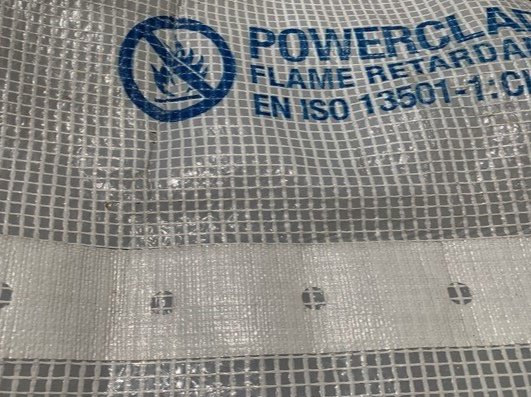 POWERCLA
FLAME RETARDA
EN ISO 13501-1:C